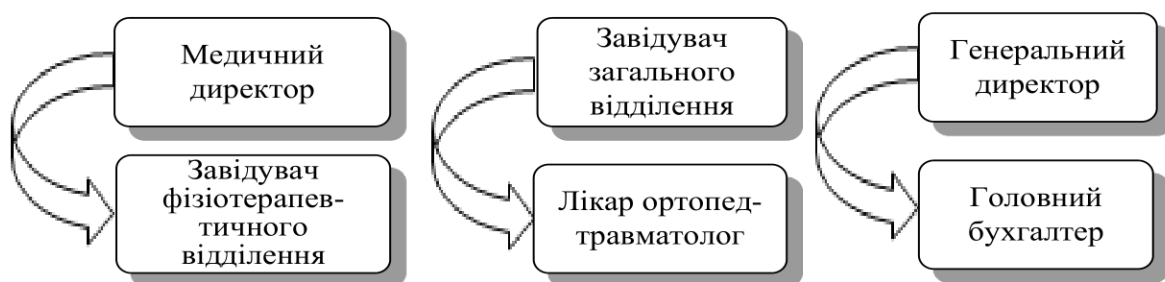 Медичний
директор
Завідувач
фізіотерапев-
тичного
відділення
Завідувач
загального
відділення
Лікар ортопед-
травматолог
Генеральний
директор
Головний
бухгалтер